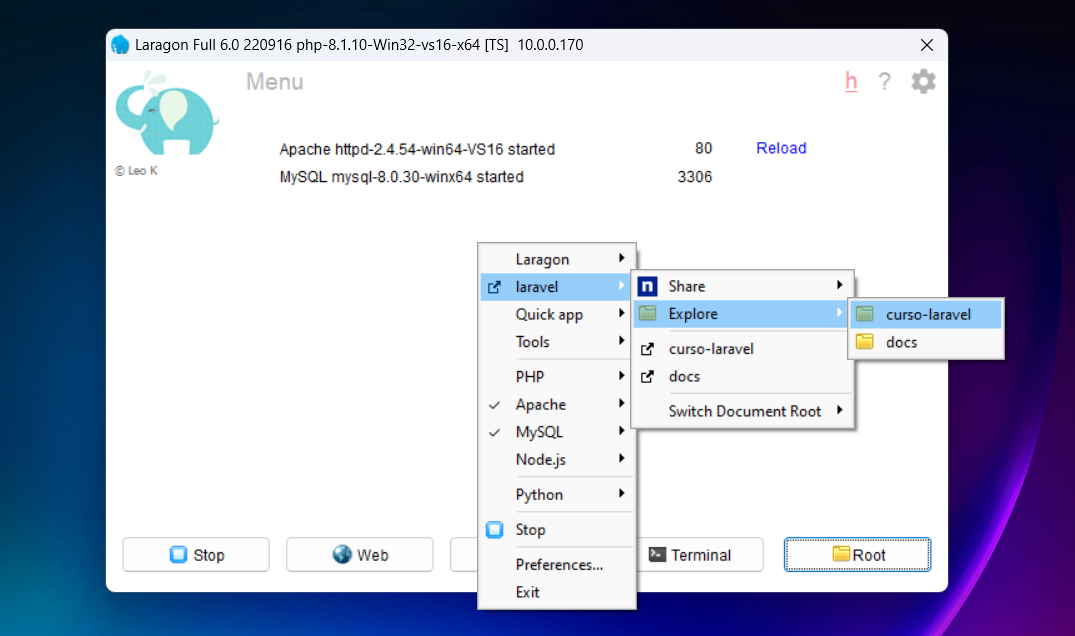 Laragon Full 6.0 220916 php-8.1.10-Win32-vs16-x64 [TS] 10.0.0.170
Menu
h ?
© Leo K
Apache httpd-2.4.54-win64-VS16 started 80 Reload
MySQL mysql-8.0.30-winx64 started 3306
Laragon
laravel
Quick app
Tools
PHP
Apache
MySQL
Node.js
Python
Stop
Preferences...
Exit
n Share
Explore
curso-laravel
docs
Switch Document Root
curso-laravel
docs
Stop
Web
Terminal
Root